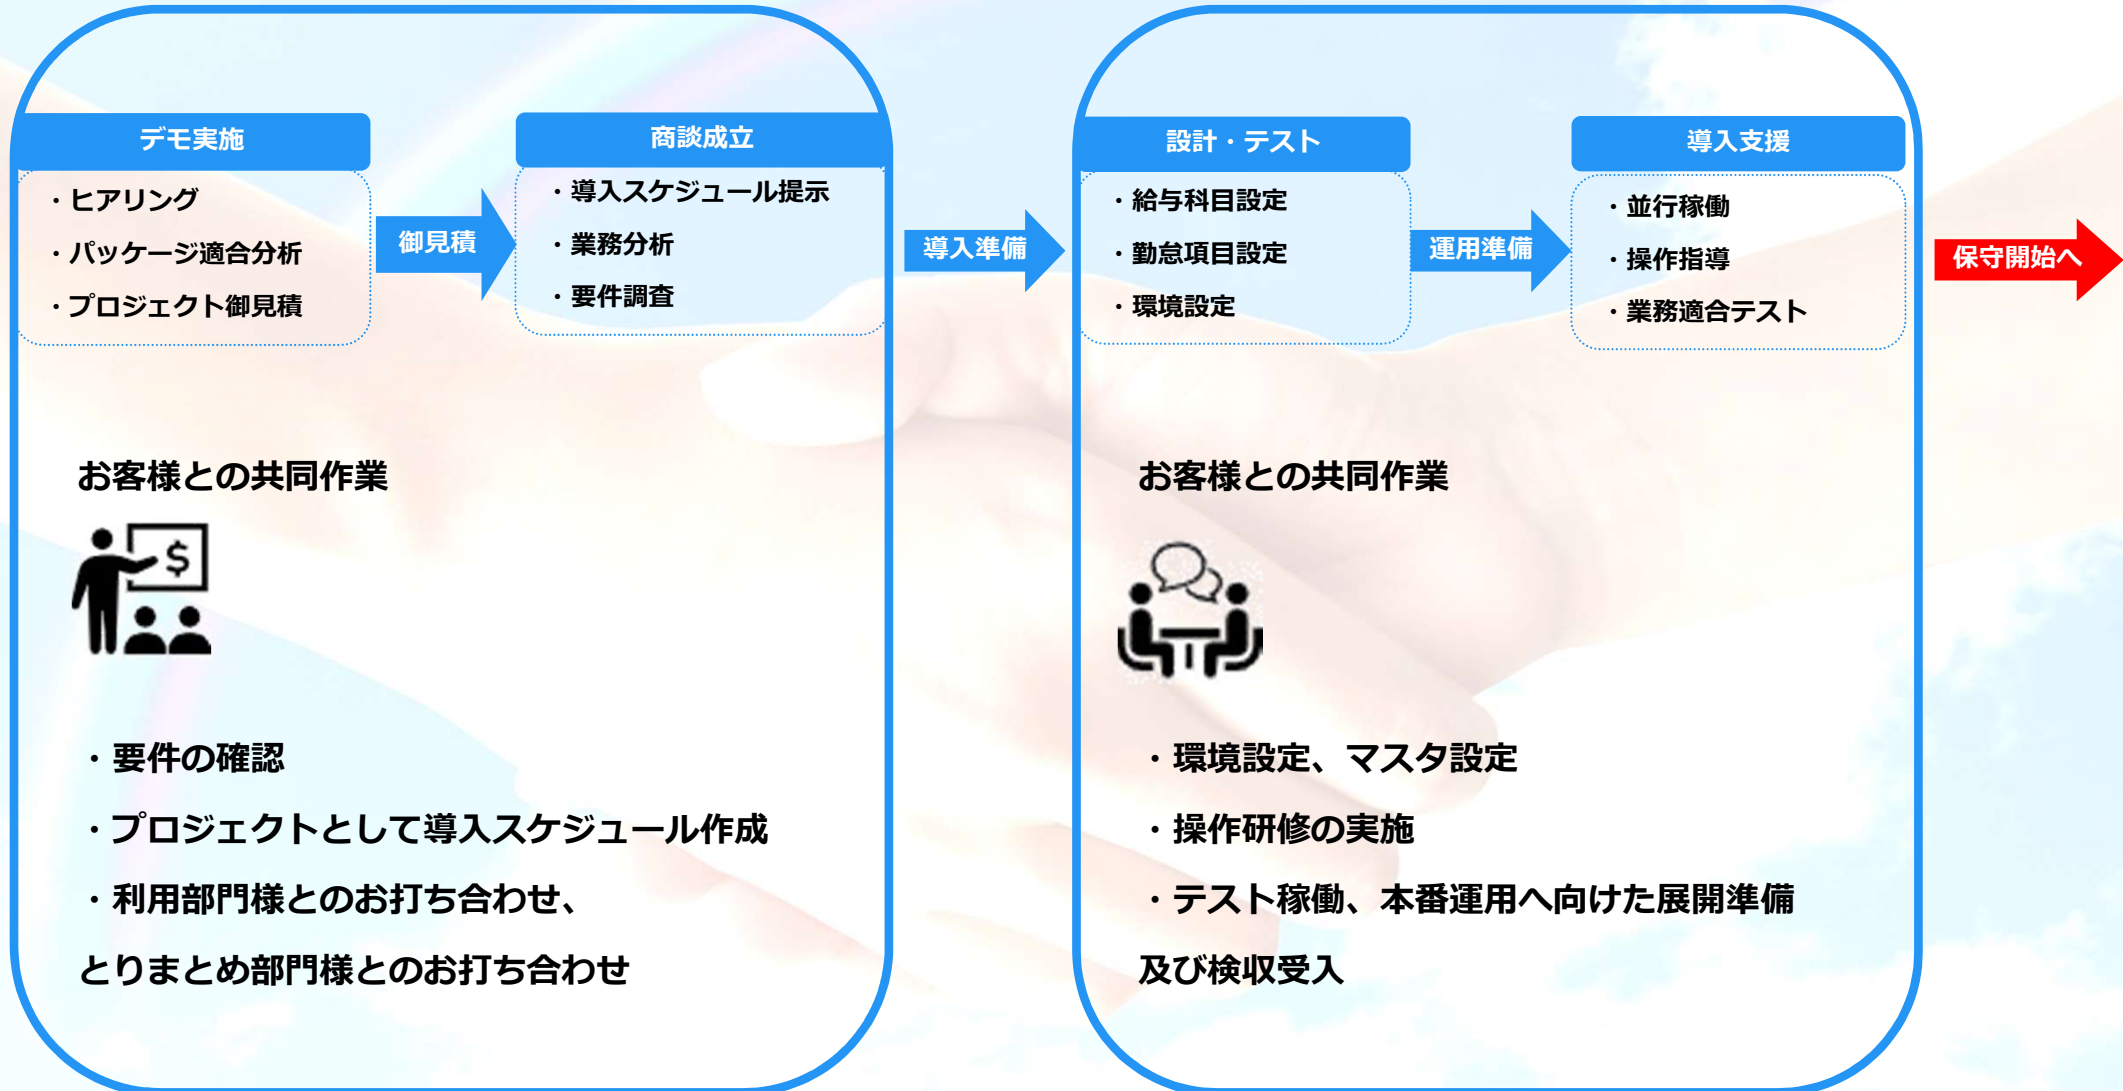 デモ実施
・ヒアリング
・パッケージ適合分析
・プロジェクト御見積
御見積
商談成立
・導入スケジュール提示
・業務分析
・要件調査
導入準備
設計・テスト
・給与科目設定
・勤怠項目設定
・環境設定
運用準備
導入支援
・並行稼働
・操作指導
・業務適合テスト
保守開始へ
お客様との共同作業
$
・要件の確認
・プロジェクトとして導入スケジュール作成
・利用部門様とのお打ち合わせ、
とりまとめ部門様とのお打ち合わせ
お客様との共同作業
・環境設定、マスタ設定
・操作研修の実施
・テスト稼働、本番運用へ向けた展開準備
及び検収受入